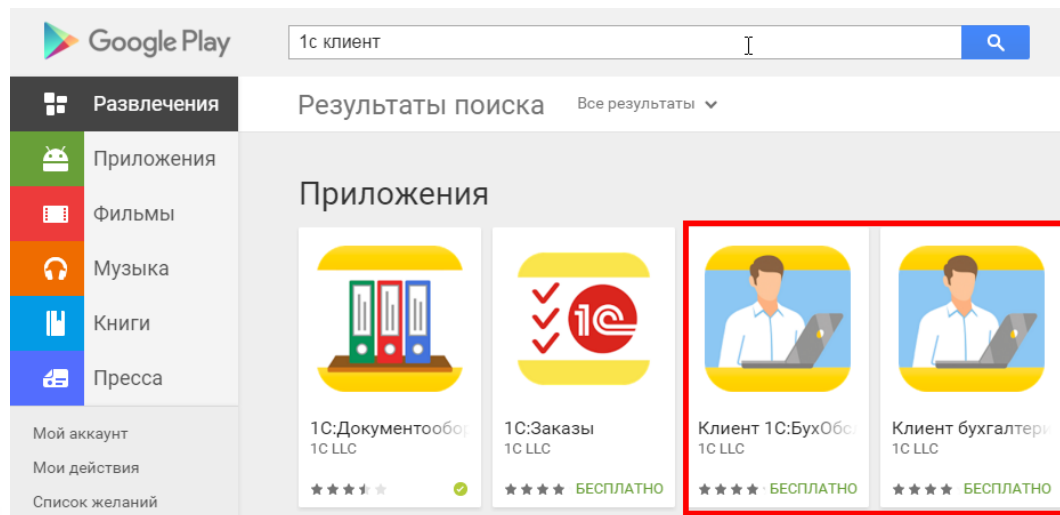 Google Play
1с клиент
Развлечения
Результаты поиска
Все результаты
Приложения
Фильмы
Музыка
Книги
Пресса
Мой аккаунт
Мои действия
Список желаний
Приложения
1С:Документообор
1C LLC
1С
1С:Заказы
1C LLC
БЕСПЛАТНО
Клиент 1С:БухОбс
1C LLC
БЕСПЛАТНО
Клиент бухгалтери
1C LLC
БЕСПЛАТНО